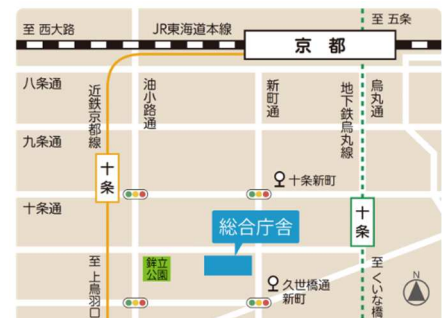 至 西大路
JR東海道本線
至 五条
京都
八条通
近鉄京都線
油小路通
新町通
地下鉄烏丸線
烏丸通
九条通
十条
十条新町
十条通
総合庁舎
十条
至 上鳥羽口
鉾立
公園
久世橋通
新町
至 くいな橋
N